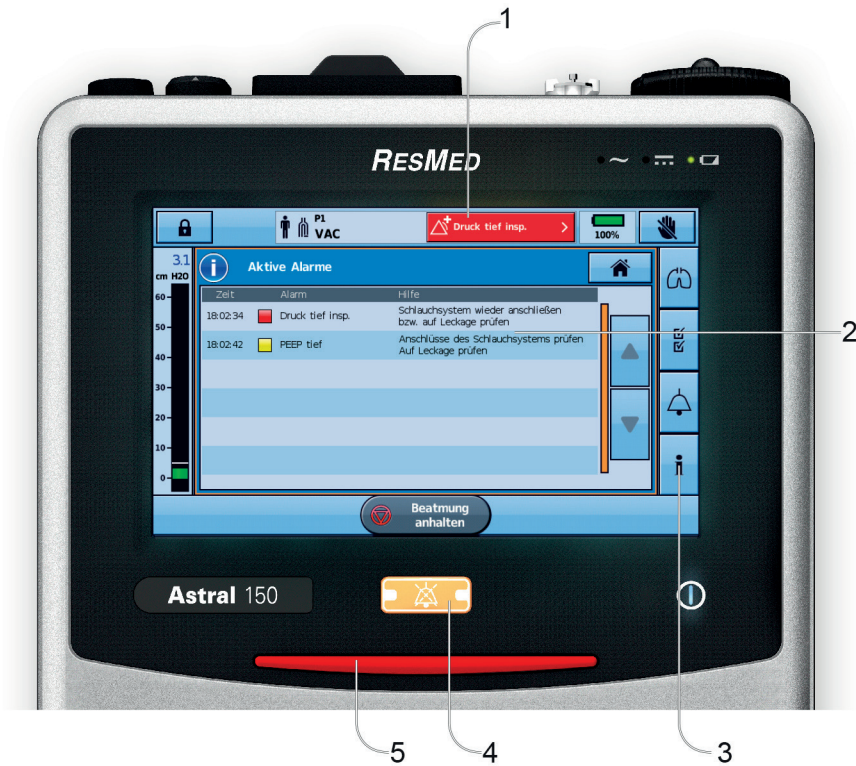 1
RESMED
P1
VAC
Druck tief insp.
100%
3.1
cm H2O
Aktive Alarme
Zeit Alarm Hilfe
18:02:34 Druck tief insp. Schlauchsystem wieder anschließen
bzw. auf Leckage prüfen
18:02:42 PEEP tief Anschlüsse des Schlauchsystems prüfen
Auf Leckage prüfen
60
50
40
30
20
10
0
2
Beatmung
anhalten
Astral 150
5
4
3